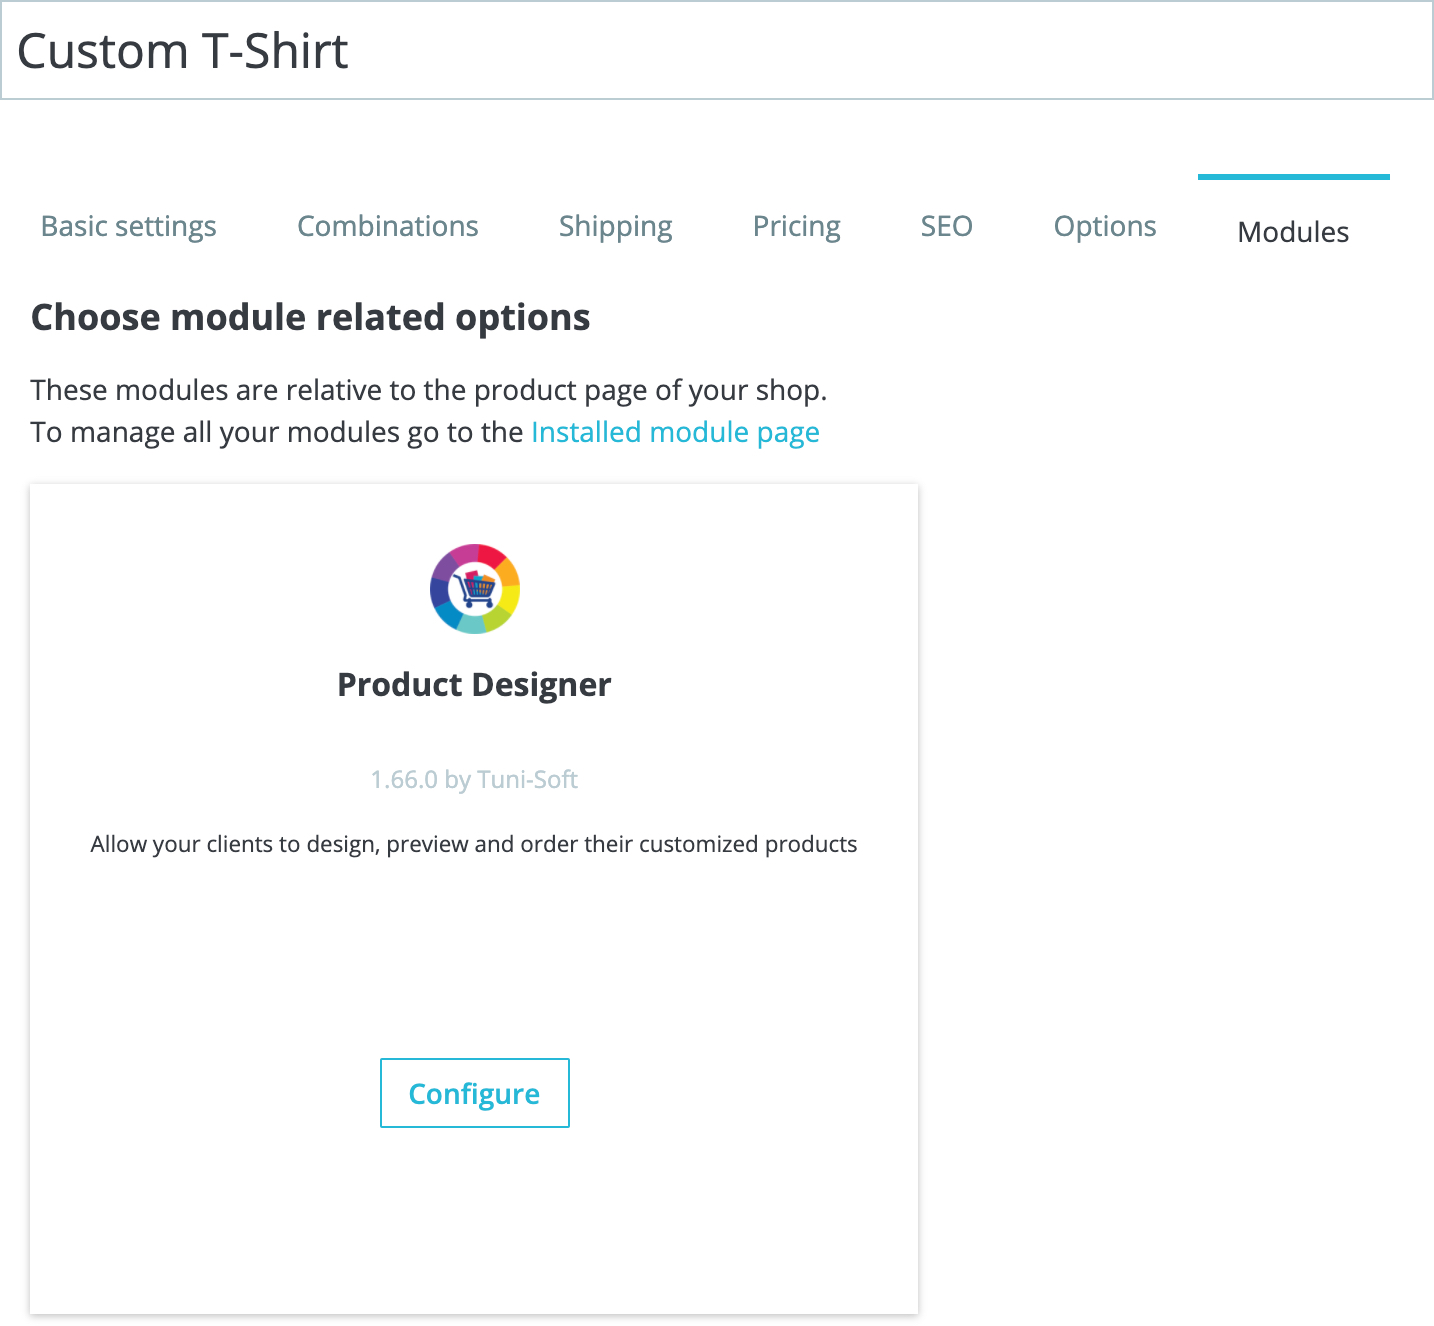 Custom T-Shirt
Basic settings Combinations Shipping Pricing SEO Options Modules
Choose module related options
These modules are relative to the product page of your shop.
To manage all your modules go to the Installed module page
Product Designer
1.66.0 by Tuni-Soft
Allow your clients to design, preview and order their customized products
Configure